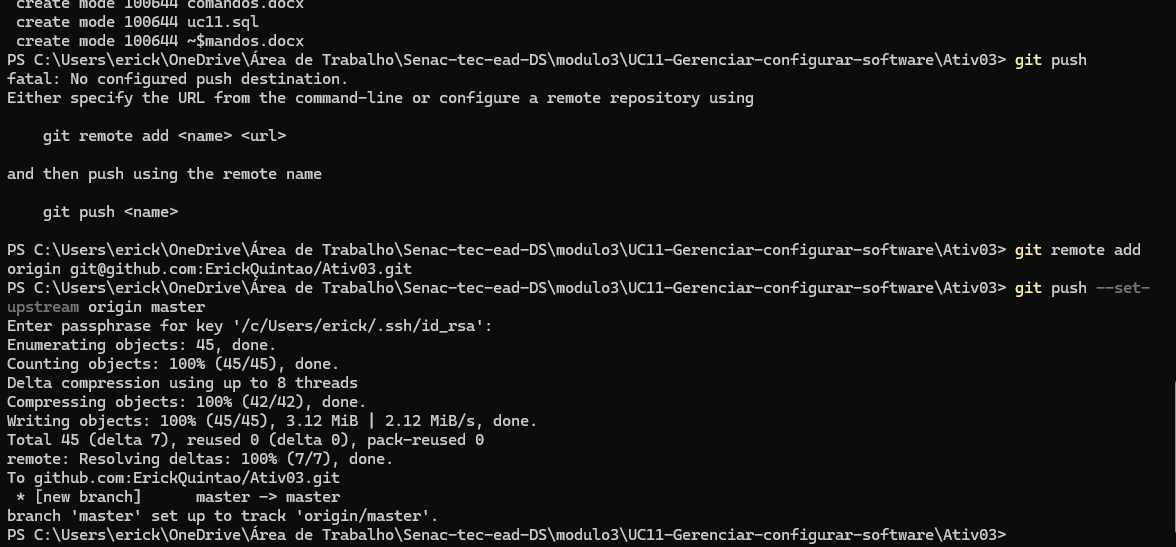 create mode 100644 comandos.docx
create mode 100644 uc11.sql
create mode 100644 ~$mandos.docx
PS C:\Users\erick\OneDrive\Área de Trabalho\Senac-tec-ead-DS\modulo3\UC11-Gerenciar-configurar-software\Ativ03> git push
fatal: No configured push destination.
Either specify the URL from the command-line or configure a remote repository using
git remote add <name> <url>
and then push using the remote name
git push <name>
PS C:\Users\erick\OneDrive\Área de Trabalho\Senac-tec-ead-DS\modulo3\UC11-Gerenciar-configurar-software\Ativ03> git remote add
origin git@github.com:ErickQuintao/Ativ03.git
PS C:\Users\erick\OneDrive\Área de Trabalho\Senac-tec-ead-DS\modulo3\UC11-Gerenciar-configurar-software\Ativ03> git push --set-
upstream origin master
Enter passphrase for key '/c/Users/erick/.ssh/id_rsa':
Enumerating objects: 45, done.
Counting objects: 100% (45/45), done.
Delta compression using up to 8 threads
Compressing objects: 100% (42/42), done.
Writing objects: 100% (45/45), 3.12 MiB | 2.12 MiB/s, done.
Total 45 (delta 7), reused 0 (delta 0), pack-reused 0
remote: Resolving deltas: 100% (7/7), done.
To github.com:ErickQuintao/Ativ03.git
* [new branch]      master -> master
branch 'master' set up to track 'origin/master'.
PS C:\Users\erick\OneDrive\Área de Trabalho\Senac-tec-ead-DS\modulo3\UC11-Gerenciar-configurar-software\Ativ03>